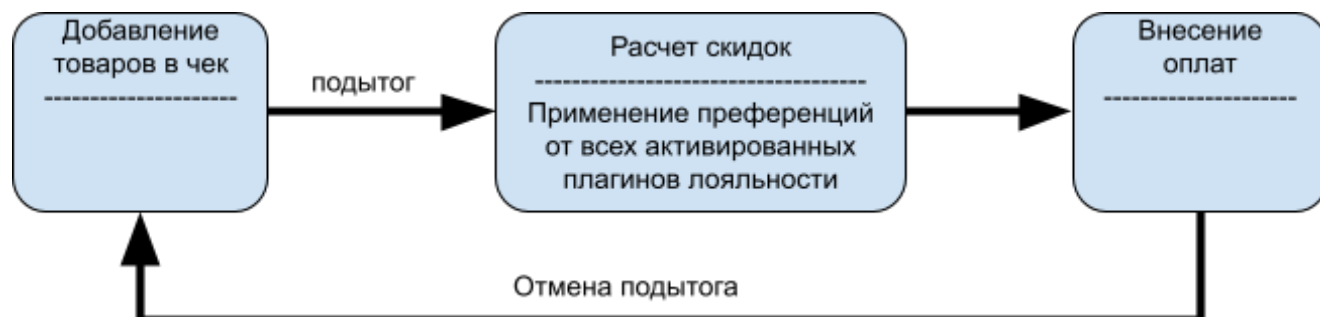 Добавление
товаров в чек
---------------------
подытог
Расчет скидок
------------------------------------
Применение преференций
от всех активированных
плагинов лояльности
Внесение
оплат
---------------------
Отмена подытога